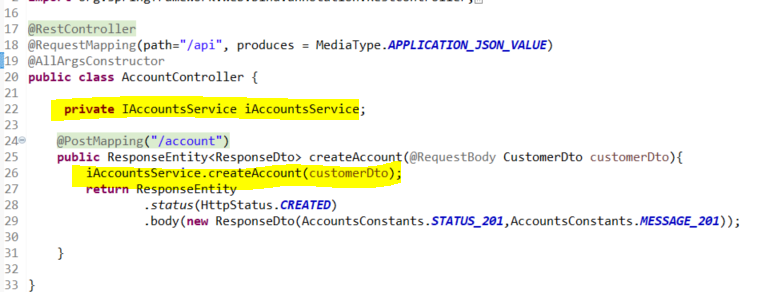 16
17 @RestController
18 @RequestMapping(path="/api", produces = MediaType.APPLICATION_JSON_VALUE)
19 @AllArgsConstructor
20 public class AccountController {
21
22 private IAccountsService iAccountsService;
23
24 @PostMapping("/account")
25 public ResponseEntity<ResponseDto> createAccount(@RequestBody CustomerDto customerDto){
26 iAccountsService.createAccount(customerDto);
27 return ResponseEntity
28 .status(HttpStatus.CREATED)
29 .body(new ResponseDto(AccountsConstants.STATUS_201,AccountsConstants.MESSAGE_201));
30
31 }
32
33 }